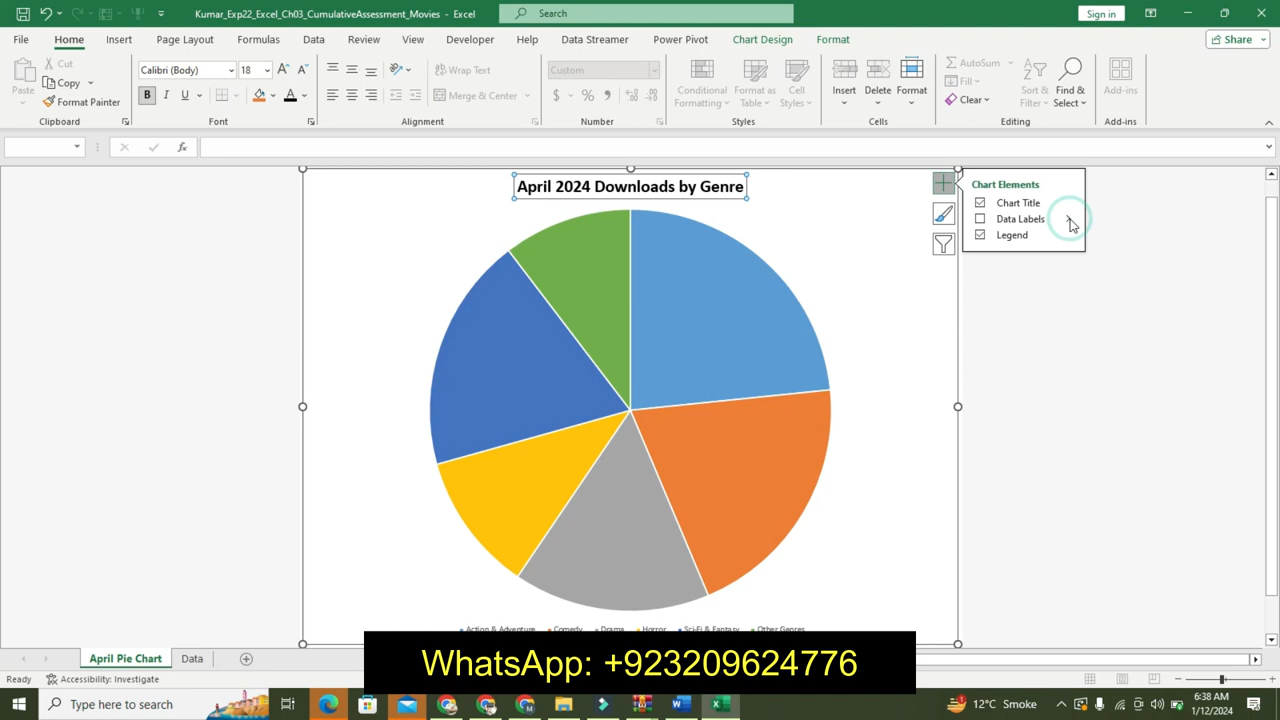 Kumar_Exp22_Excel_Ch03_CumulativeAssessment_Movies - Excel
Search
Sign in
File Home Insert Page Layout Formulas Data Review View Developer Help Data Streamer Power Pivot Chart Design Format
Share
Paste
Cut
Copy
Format Painter
Clipboard
Calibri (Body) 18
B I U
Font
Wrap Text
Merge & Center
Alignment
Custom
$ % ,
Number
Conditional Formatting
Format as Table
Cell Styles
Styles
Insert
Delete
Format
Cells
AutoSum
Fill
Clear
Sort & Filter
Find & Select
Editing
Add-ins
Add-ins
fx
April 2024 Downloads by Genre
Chart Elements
Chart Title
Data Labels
Legend
Action & Adventure Comedy Drama Horror Sci-Fi & Fantasy Other Genres
WhatsApp: +923209624776
April Pie Chart Data
Ready Accessibility: Investigate
Type here to search
12°C Smoke
6:38 AM
1/12/2024